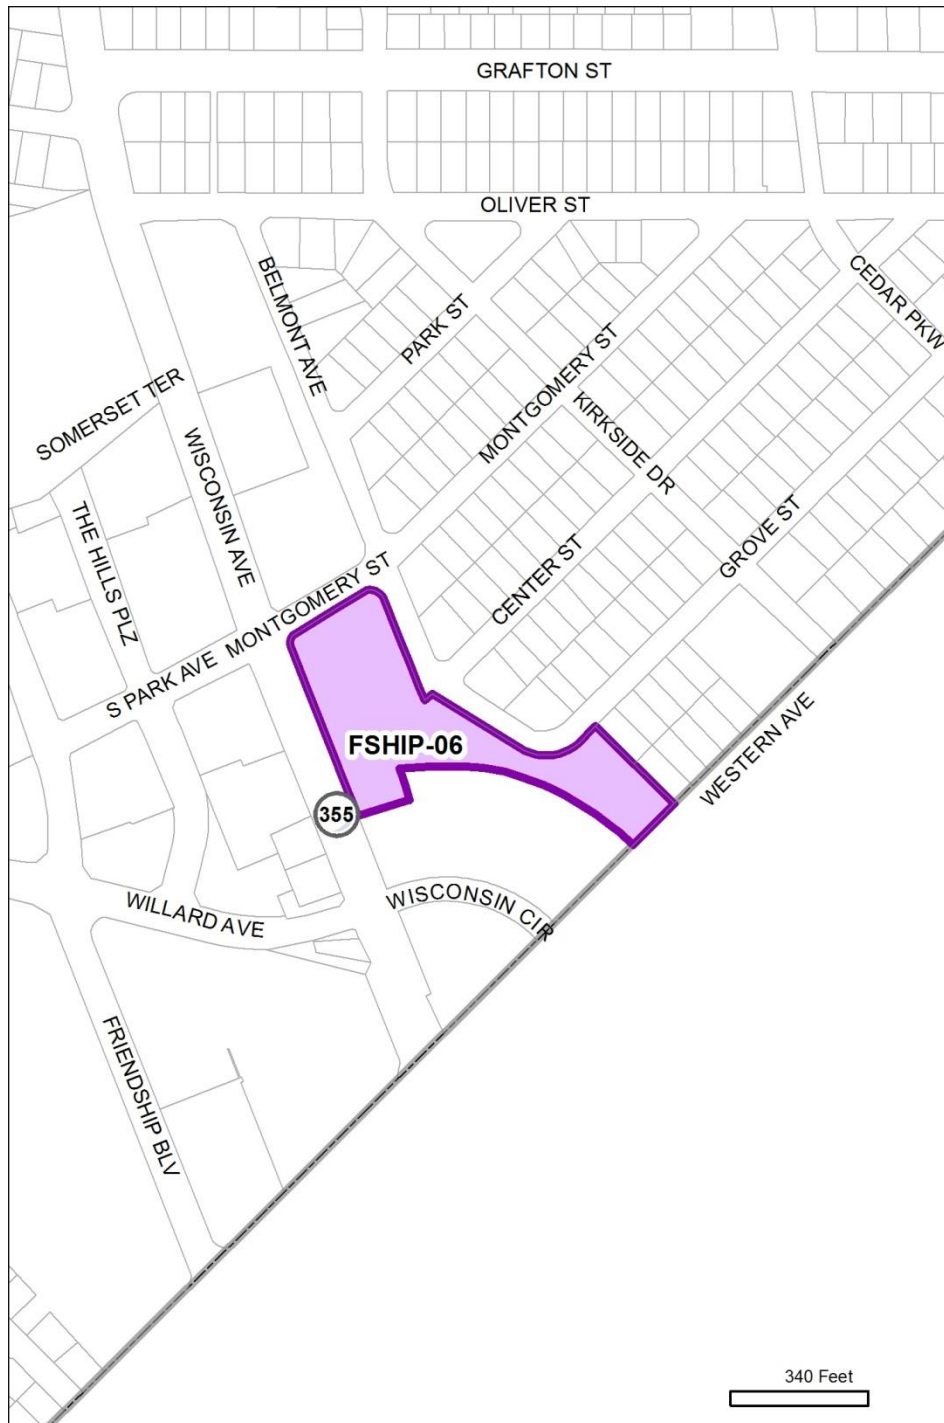 GRAFTON ST
OLIVER ST
BELMONT AVE
CEDAR PKW
PARK ST
MONTGOMERY ST
SOMERSET TER
KIRKSIDE DR
WISCONSIN AVE
THE HILLS PLZ
GROVE ST
CENTER ST
S PARK AVE MONTGOMERY ST
FSHIP-06
WESTERN AVE
355
WISCONSIN CIR
WILLARD AVE
FRIENDSHIP BLV
340 Feet